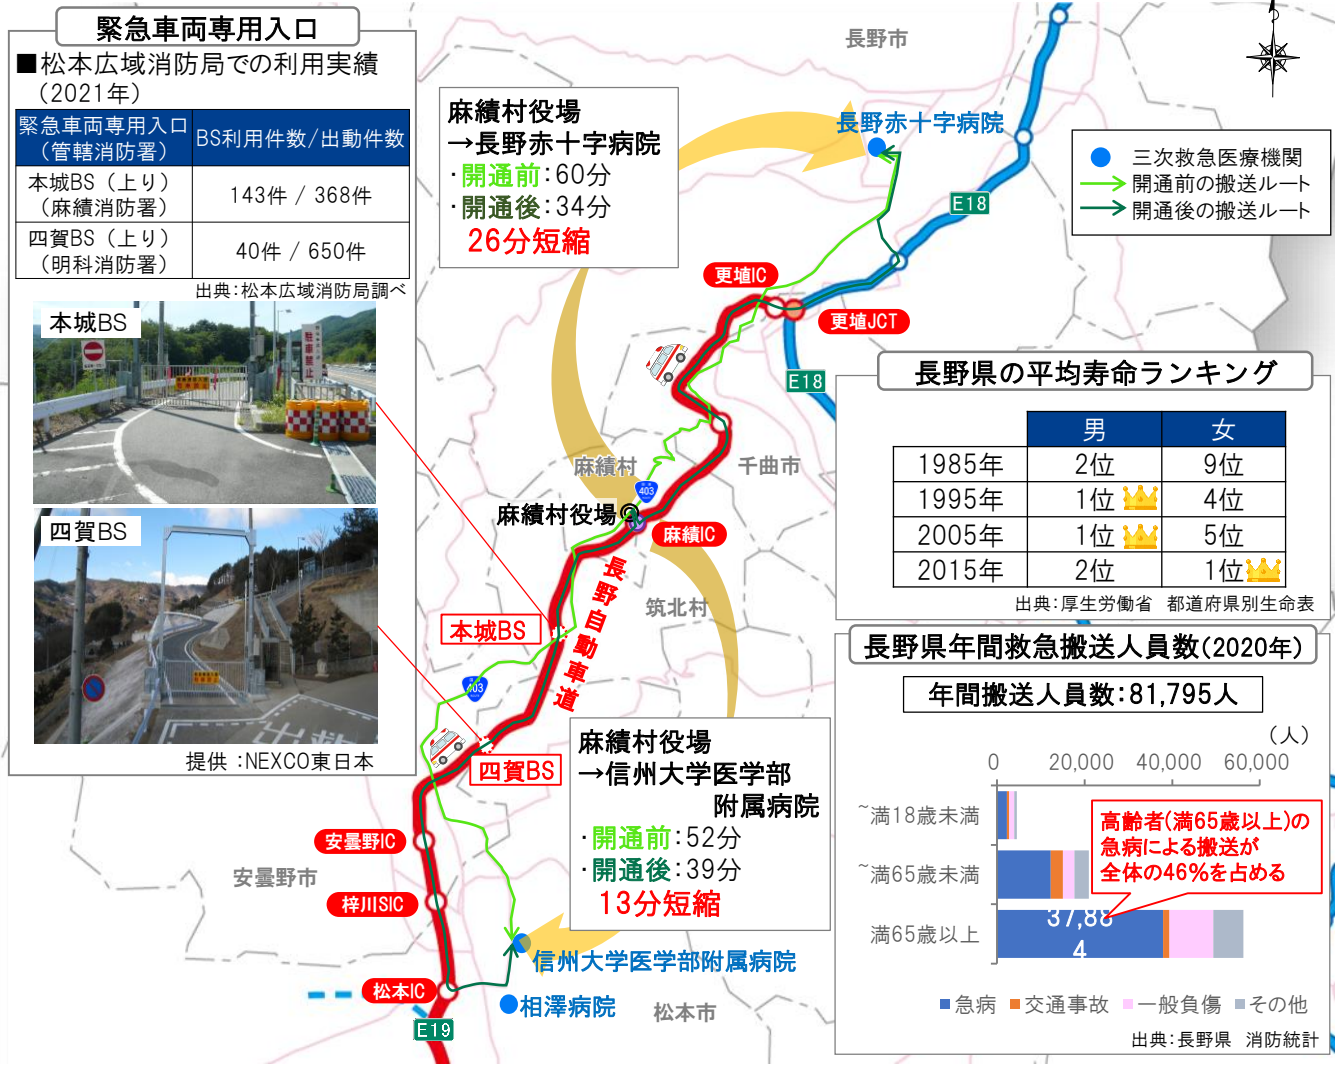 緊急車両専用入口
■松本広域消防局での利用実績
（2021年）
緊急車両専用入口
（管轄消防署）
BS利用件数/出動件数
本城BS（上り）
（麻績消防署）
143件 / 368件
四賀BS（上り）
（明科消防署）
40件 / 650件
出典:松本広域消防局調べ
本城BS
駐車禁止
四賀BS
提供 :NEXCO東日本
麻績村役場
→長野赤十字病院
･開通前:60分
･開通後:34分
26分短縮
長野市
長野赤十字病院
三次救急医療機関
開通前の搬送ルート
開通後の搬送ルート
E18
更埴IC
更埴JCT
E18
麻績村
千曲市
403
麻績村役場
麻績IC
長野自動車道
筑北村
本城BS
403
四賀BS
麻績村役場
→信州大学医学部
附属病院
･開通前:52分
･開通後:39分
13分短縮
安曇野IC
安曇野市
梓川SIC
信州大学医学部附属病院
松本IC
相澤病院
松本市
E19
長野県の平均寿命ランキング
男 女
1985年 2位 9位
1995年 1位 4位
2005年 1位 5位
2015年 2位 1位
出典:厚生労働省 都道府県別生命表
長野県年間救急搬送人員数(2020年)
年間搬送人員数:81,795人
（人）
0 20,000 40,000 60,000
~満18歳未満
~満65歳未満
満65歳以上
高齢者(満65歳以上)の
急病による搬送が
全体の46%を占める
37,88
4
急病 交通事故 一般負傷 その他
出典:長野県 消防統計